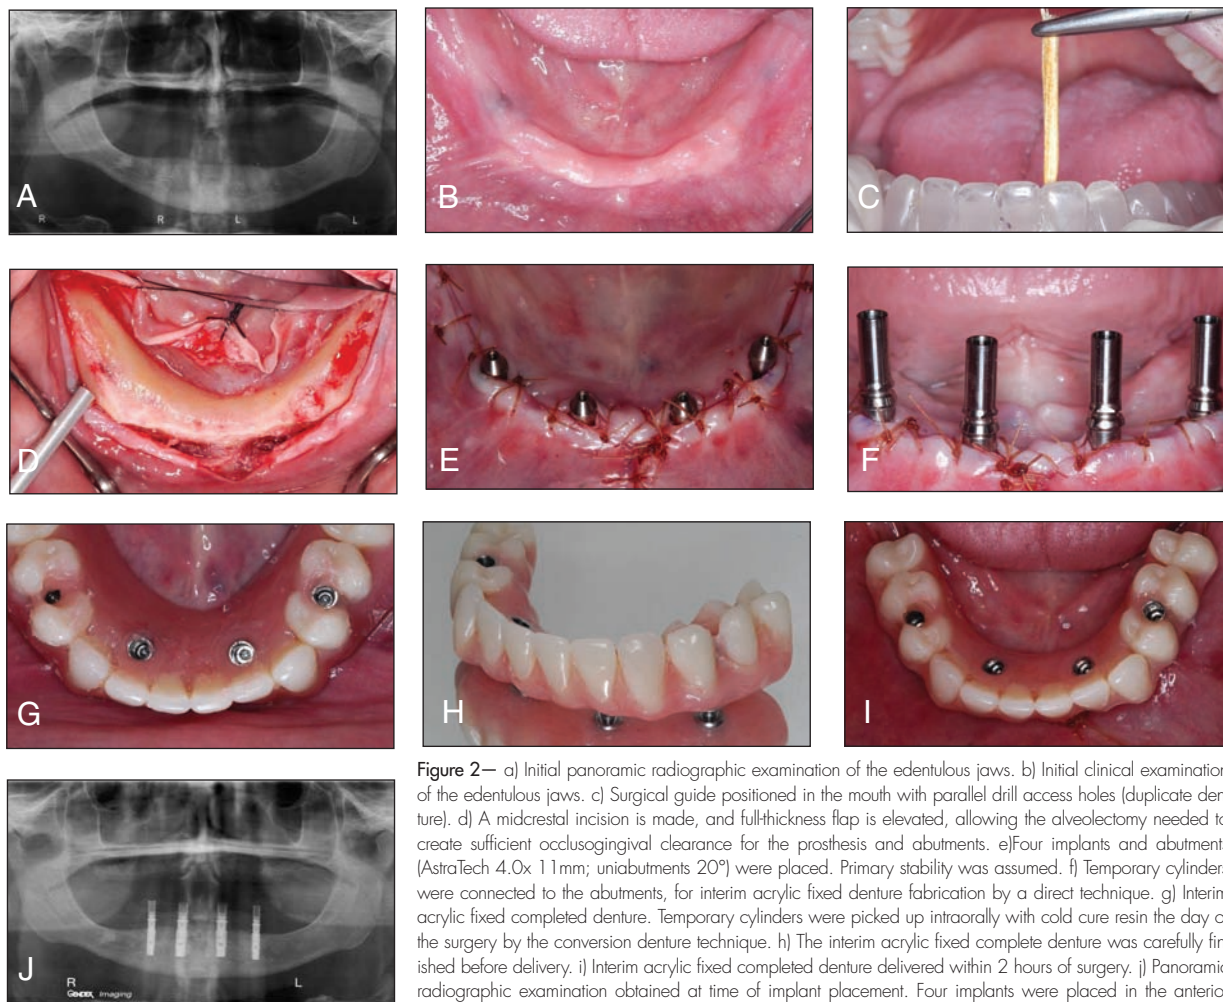 A
R
R
L
L
B
C
D
E
F
G
H
I
J
R
GENDEX Imaging
L
Figure 2— a) Initial panoramic radiographic examination of the edentulous jaws. b) Initial clinical examination
of the edentulous jaws. c) Surgical guide positioned in the mouth with parallel drill access holes (duplicate den
ture). d) A midcrestal incision is made, and full-thickness flap is elevated, allowing the alveolectomy needed to
create sufficient occlusogingival clearance for the prosthesis and abutments. e)Four implants and abutments
(AstraTech 4.0x 11mm; uniabutments 20°) were placed. Primary stability was assumed. f) Temporary cylinders
were connected to the abutments, for interim acrylic fixed denture fabrication by a direct technique. g) Interim
acrylic fixed completed denture. Temporary cylinders were picked up intraorally with cold cure resin the day o
the surgery by the conversion denture technique. h) The interim acrylic fixed complete denture was carefully fin
ished before delivery. i) Interim acrylic fixed completed denture delivered within 2 hours of surgery. j) Panoramic
radiographic examination obtained at time of implant placement. Four implants were placed in the anterio